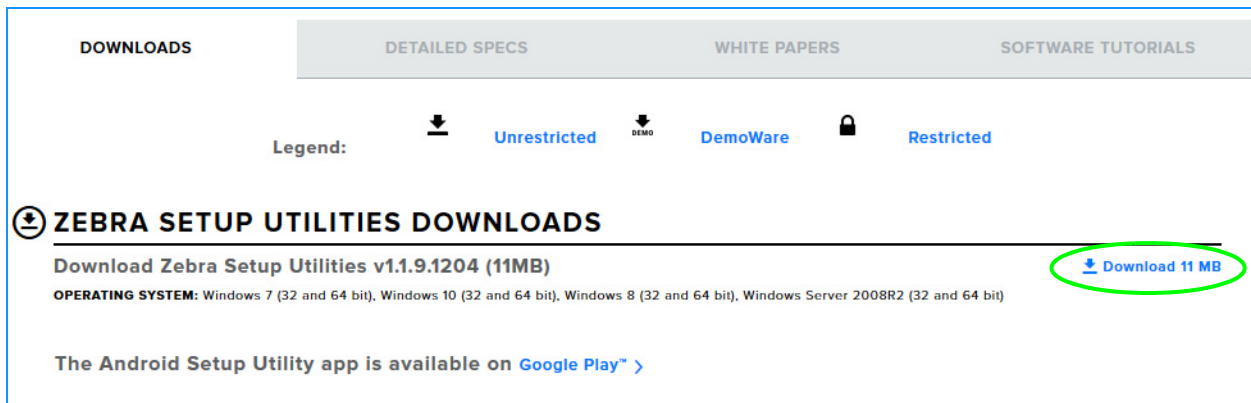 DOWNLOADS DETAILED SPECS WHITE PAPERS SOFTWARE TUTORIALS
Legend: Unrestricted DEMO DemoWare Restricted
ZEBRA SETUP UTILITIES DOWNLOADS
Download Zebra Setup Utilities v1.1.9.1204 (11MB) Download 11 MB
OPERATING SYSTEM: Windows 7 (32 and 64 bit), Windows 10 (32 and 64 bit), Windows 8 (32 and 64 bit), Windows Server 2008R2 (32 and 64 bit)
The Android Setup Utility app is available on Google Play™ >